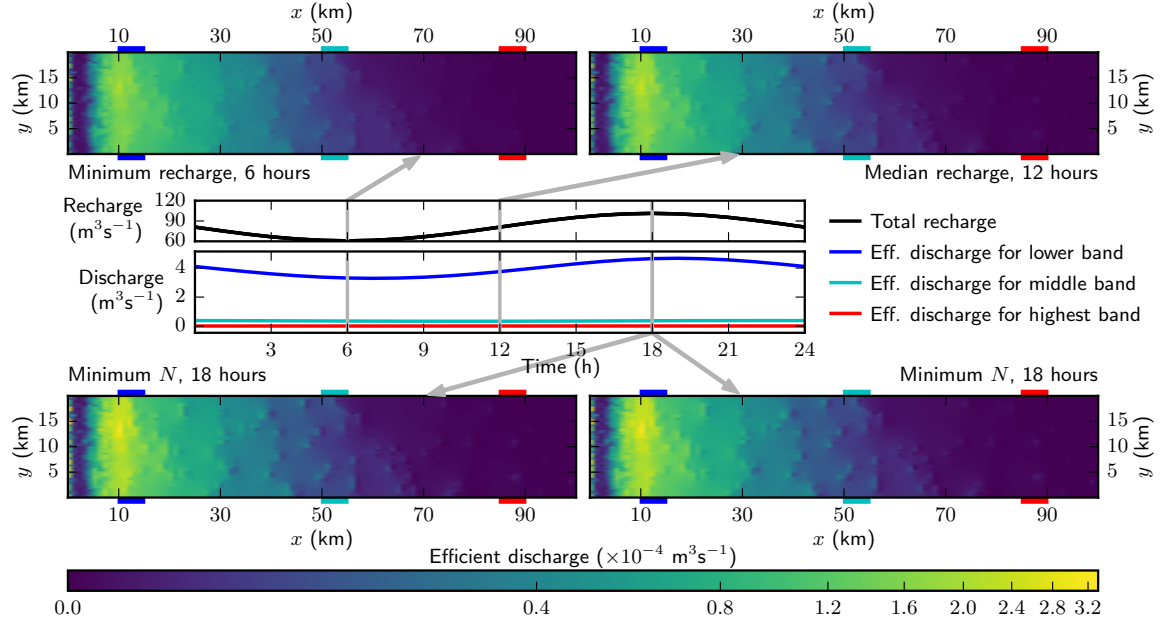 x (km) x (km)
10 30 50 70 90 10 30 50 70 90
y (km) 15 10 5 15 10 5 y (km)
Minimum recharge, 6 hours Median recharge, 12 hours
Recharge (m³s⁻¹) 120 90 60
Discharge (m³s⁻¹) 4 2 0
3 6 9 12 15 18 21 24
Time (h)
Total recharge
Eff. discharge for lower band
Eff. discharge for middle band
Eff. discharge for highest band
Minimum N, 18 hours Minimum N, 18 hours
y (km) 15 10 5 15 10 5 y (km)
10 30 50 70 90 10 30 50 70 90
x (km) x (km)
Efficient discharge (×10⁻⁴ m³s⁻¹)
0.0 0.4 0.8 1.2 1.6 2.0 2.4 2.8 3.2